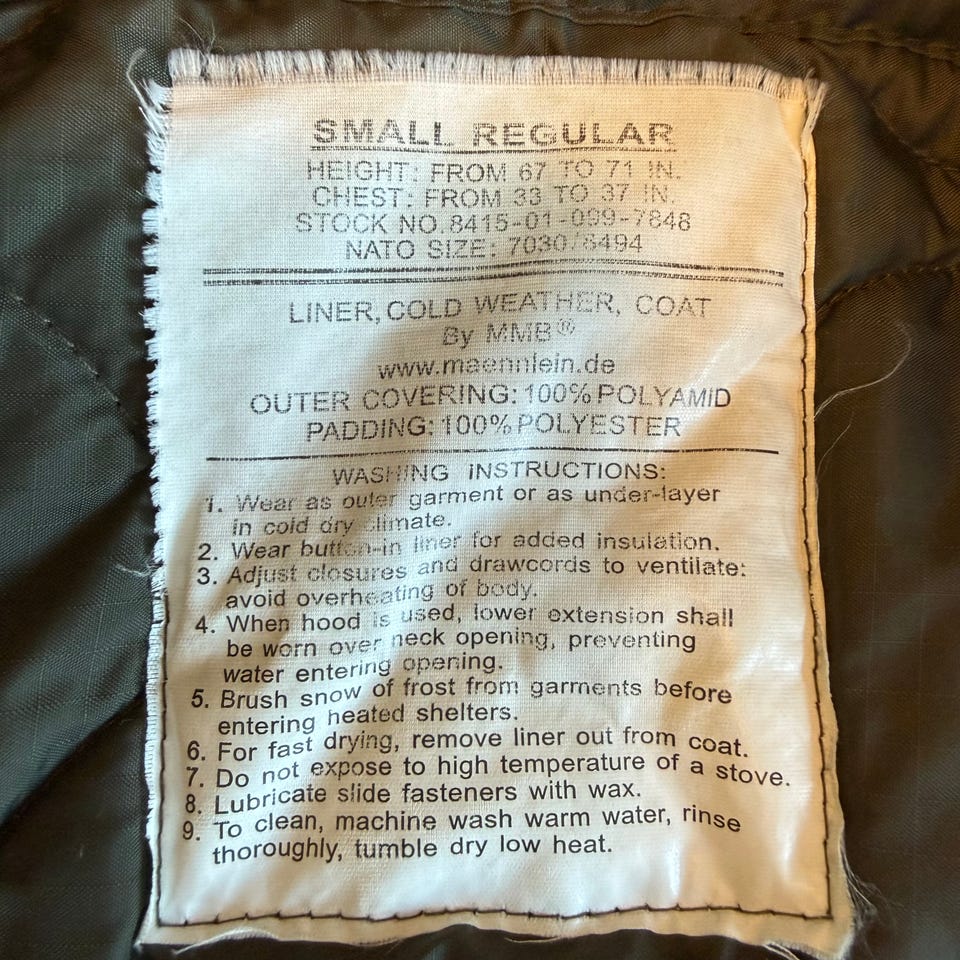 SMALL REGULAR
HEIGHT: FROM 67 TO 71 IN.
CHEST: FROM 33 TO 37 IN.
STOCK NO. 8415-01-099-7848
NATO SIZE: 7030/8494
LINER, COLD WEATHER, COAT
By MMB®
www.maennlein.de
OUTER COVERING: 100% POLYAMID
PADDING: 100% POLYESTER
WASHING INSTRUCTIONS:
1. Wear as outer garment or as under-layer
in cold dry climate.
2. Wear button-in liner for added insulation.
3. Adjust closures and drawcords to ventilate:
avoid overheating of body.
4. When hood is used, lower extension shall
be worn over neck opening, preventing
water entering opening.
5. Brush snow of frost from garments before
entering heated shelters.
6. For fast drying, remove liner out from coat.
7. Do not expose to high temperature of a stove.
8. Lubricate slide fasteners with wax.
9. To clean, machine wash warm water, rinse
thoroughly, tumble dry low heat.